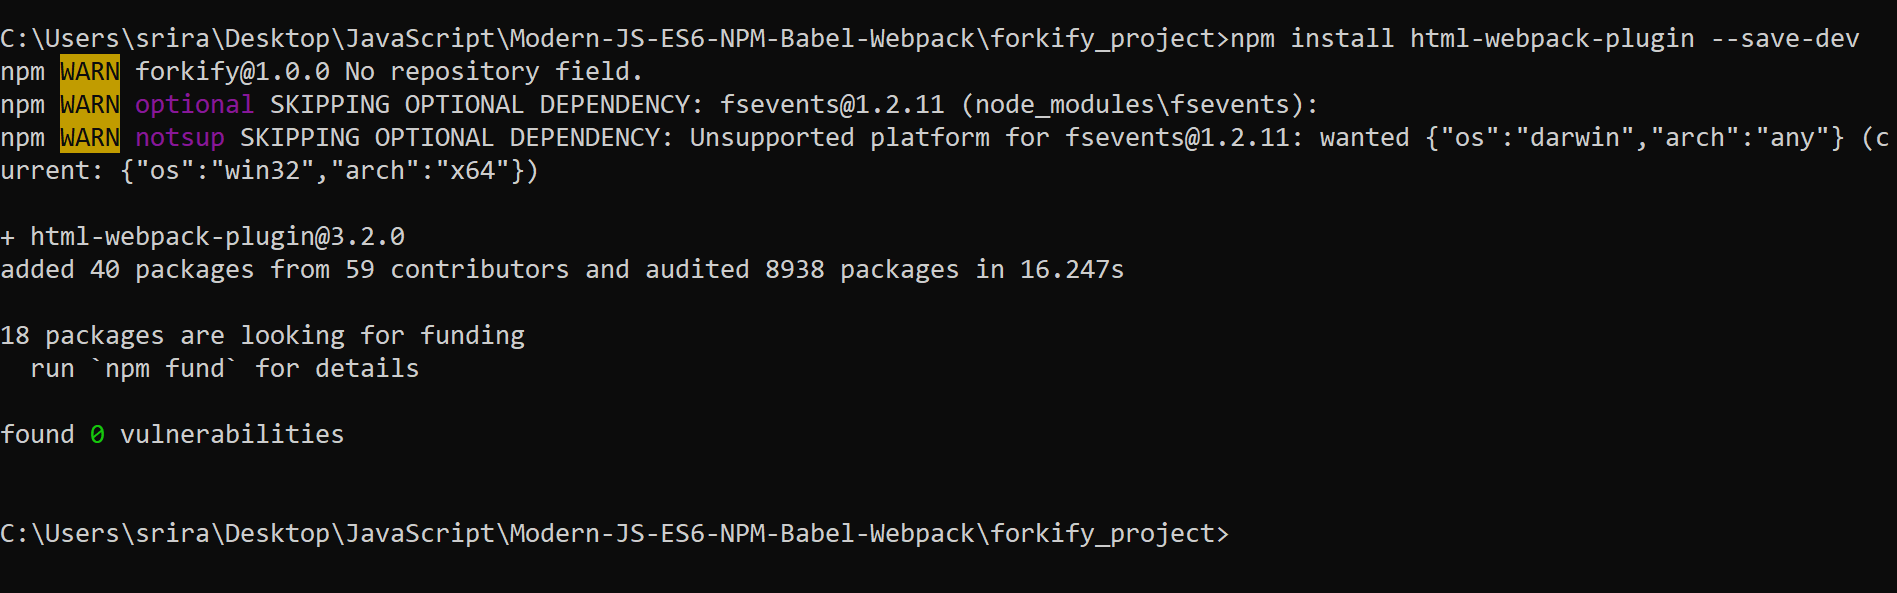 C:\Users\srira\Desktop\JavaScript\Modern-JS-ES6-NPM-Babel-Webpack\forkify_project>npm install html-webpack-plugin --save-dev
npm WARN forkify@1.0.0 No repository field.
npm WARN optional SKIPPING OPTIONAL DEPENDENCY: fsevents@1.2.11 (node_modules\fsevents):
npm WARN notsup SKIPPING OPTIONAL DEPENDENCY: Unsupported platform for fsevents@1.2.11: wanted {"os":"darwin","arch":"any"} (c
urrent: {"os":"win32","arch":"x64"})
+ html-webpack-plugin@3.2.0
added 40 packages from 59 contributors and audited 8938 packages in 16.247s
18 packages are looking for funding
  run `npm fund` for details
found 0 vulnerabilities
C:\Users\srira\Desktop\JavaScript\Modern-JS-ES6-NPM-Babel-Webpack\forkify_project>